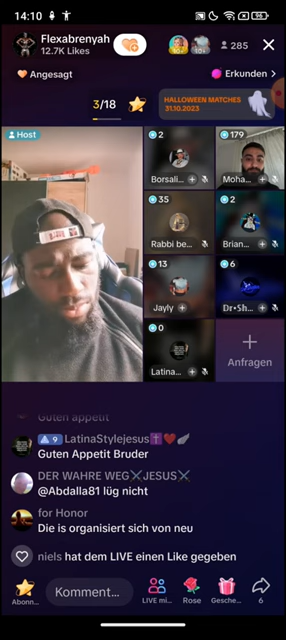 14:10
96
Flexabrenyah
12.7K Likes
285
Angesagt
Erkunden
3/18
HALLOWEEN MATCHES
31.10.2023
Host
2
Borsali...
179
Moha...
35
Rabbi be...
2
Brian...
13
Jayly
6
Dr•Sh...
0
Latina...
Anfragen
Guten appetit
9 LatinaStylejesus
Guten Appetit Bruder
DER WAHRE WEG⚔JESUS⚔
@Abdalla81 lüg nicht
for Honor
Die is organisiert sich von neu
niels hat dem LIVE einen Like gegeben
Abonn...
Komment...
LIVE mi...
Rose
Gesche...
6